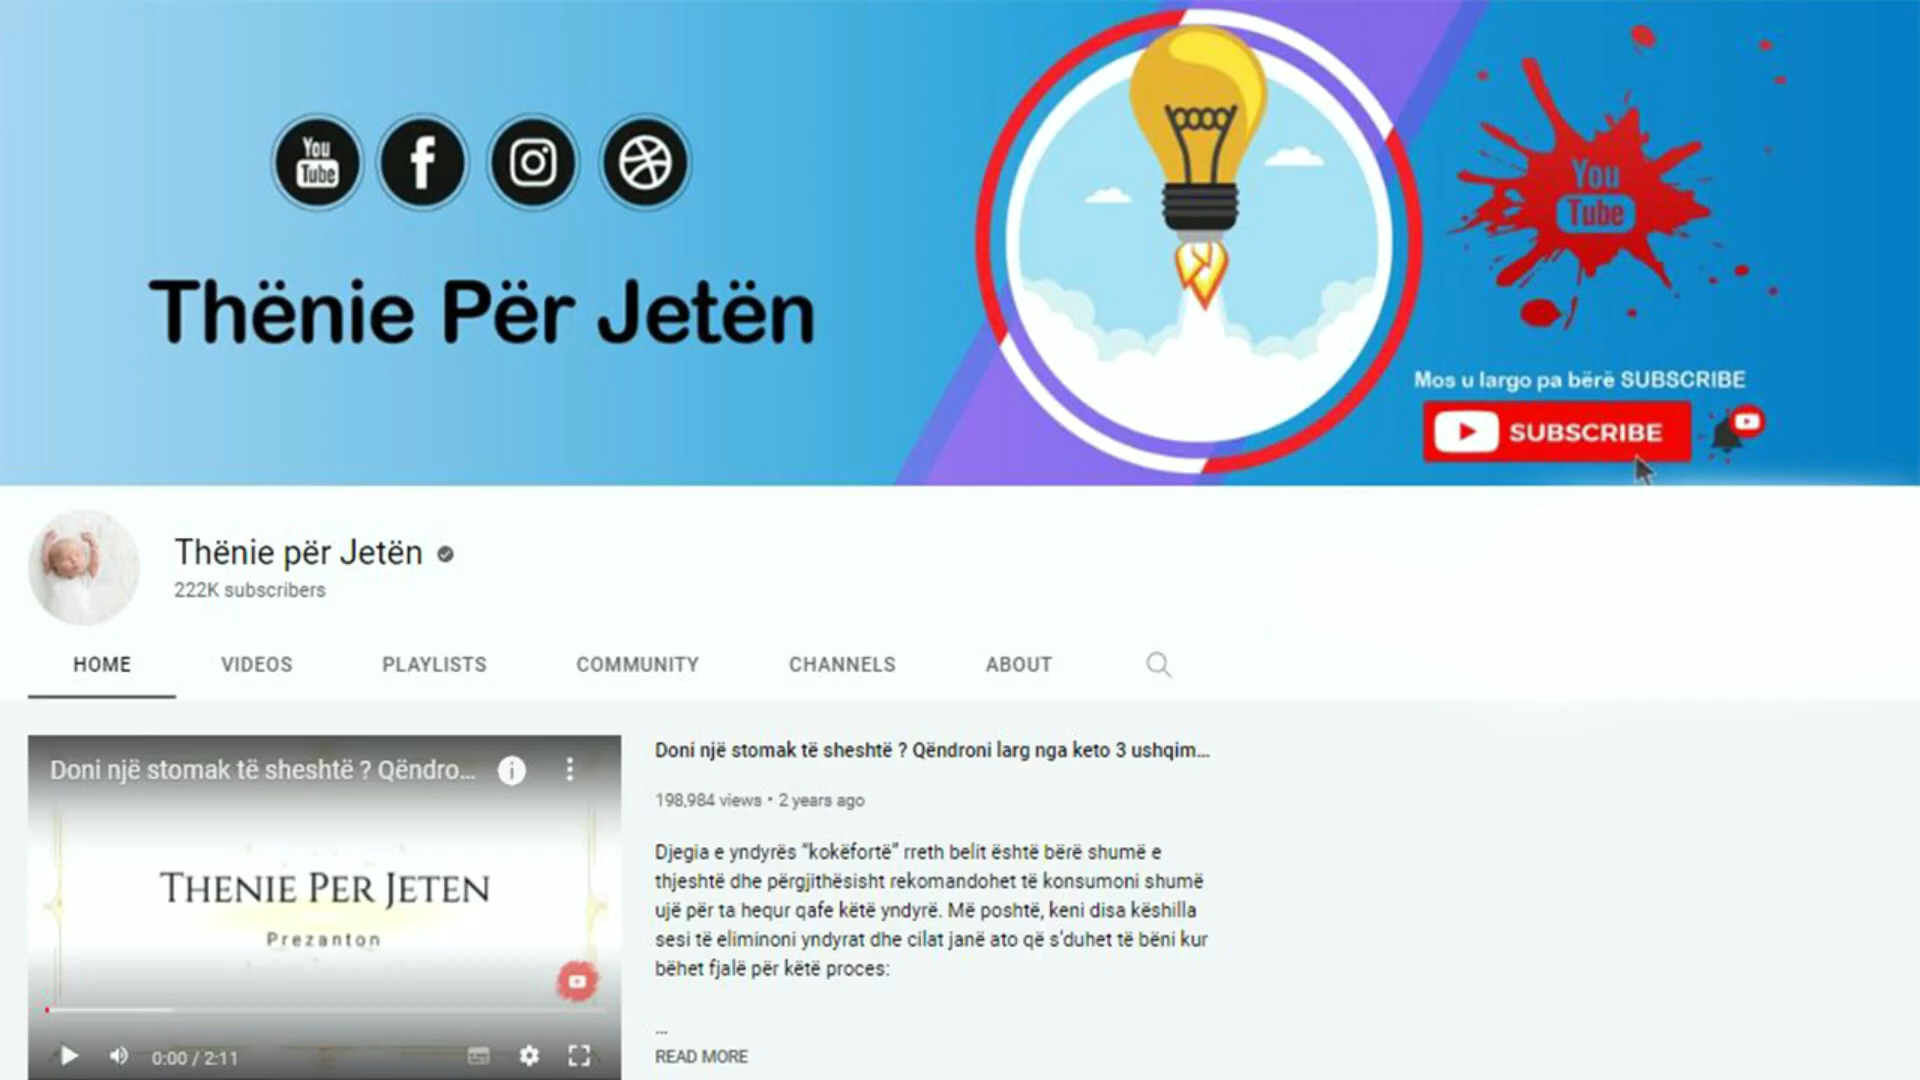 You
Tube
Thënie Për Jetën
You
Tube
Mos u largo pa bërë SUBSCRIBE
SUBSCRIBE
Thënie për Jetën
222K subscribers
HOME
VIDEOS
PLAYLISTS
COMMUNITY
CHANNELS
ABOUT
Doni një stomak të sheshtë ? Qëndro...
THENIE PER JETEN
Prezanton
0:00 / 2:11
Doni një stomak të sheshtë ? Qëndroni larg nga keto 3 ushqim...
198,984 views • 2 years ago
Djegia e yndyrës “kokëfortë” rreth belit është bërë shumë e
thjeshtë dhe përgjithësisht rekomandohet të konsumoni shumë
ujë për ta hequr qafe këtë yndyrë. Më poshtë, keni disa këshilla
sesi të eliminoni yndyrat dhe cilat janë ato që s'duhet të bëni kur
bëhet fjalë për këtë proces:
...
READ MORE